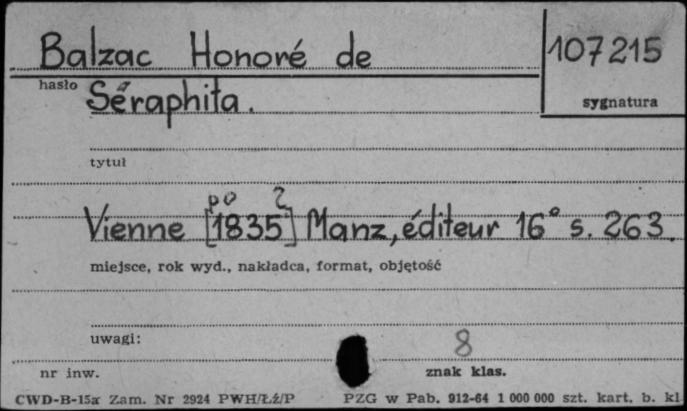 Balzac Honoré de
107215
hasło
sygnatura
Séraphita.
tytuł
po ?
Vienne [1835] Manz, éditeur 16° s. 263.
miejsce, rok wyd., nakładca, format, objętość
uwagi:
8
nr inw.
znak klas.
CWD-B-15a Zam. Nr 2924 PWH/Łź/P PZG w Pab. 912-64 1 000 000 szt. kart. b. kl.